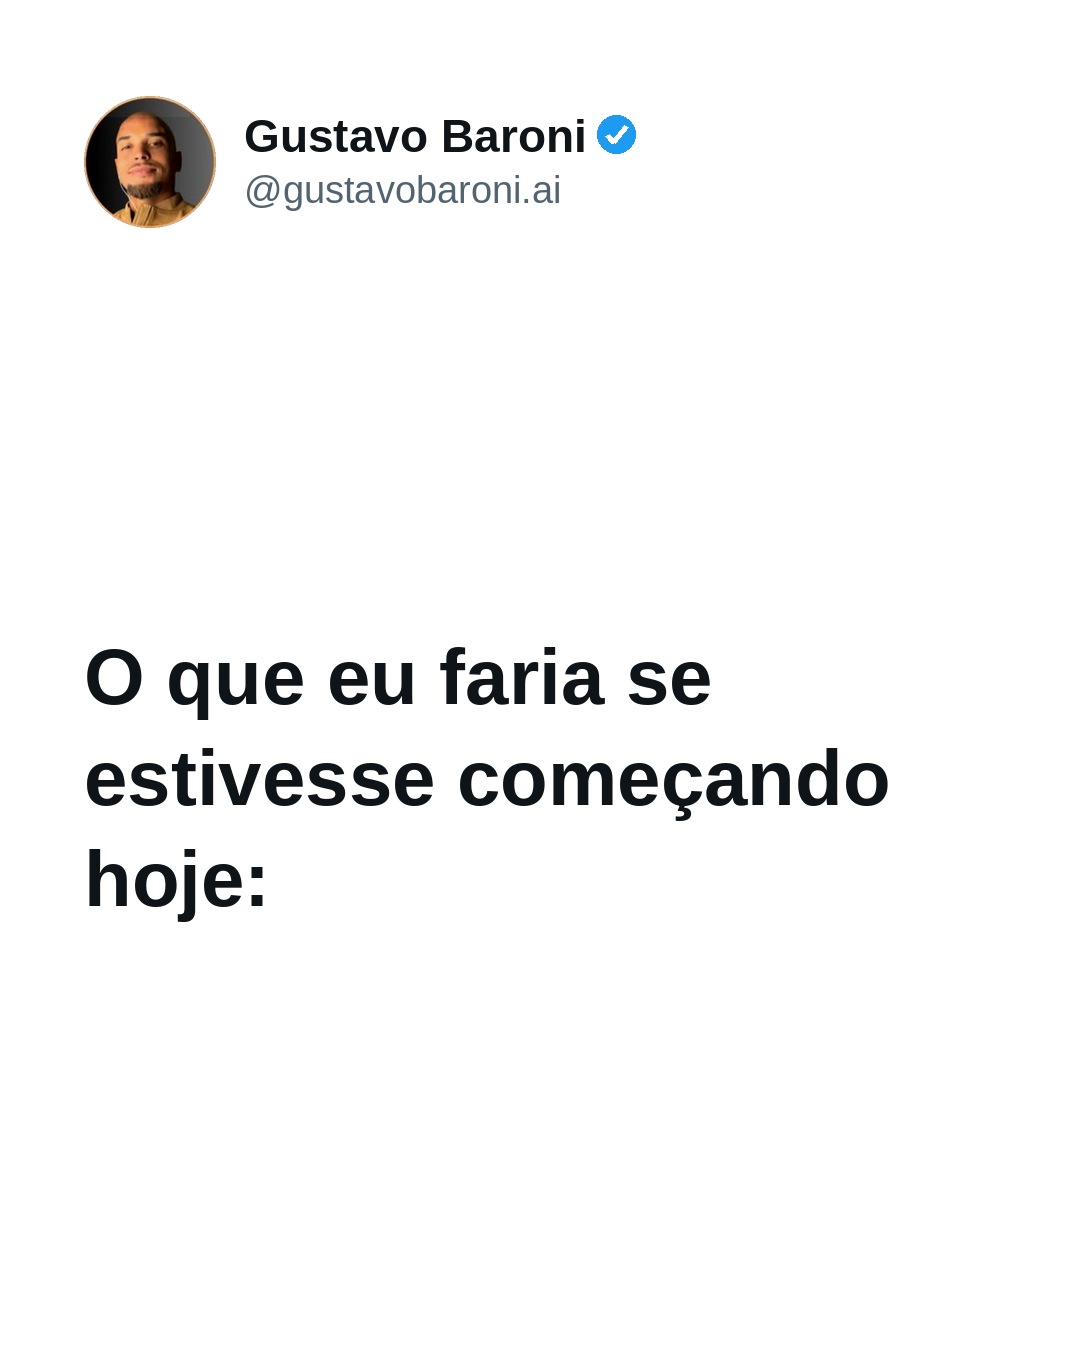 Gustavo Baroni
@gustavobaroni.ai
O que eu faria se
estivesse começando
hoje: